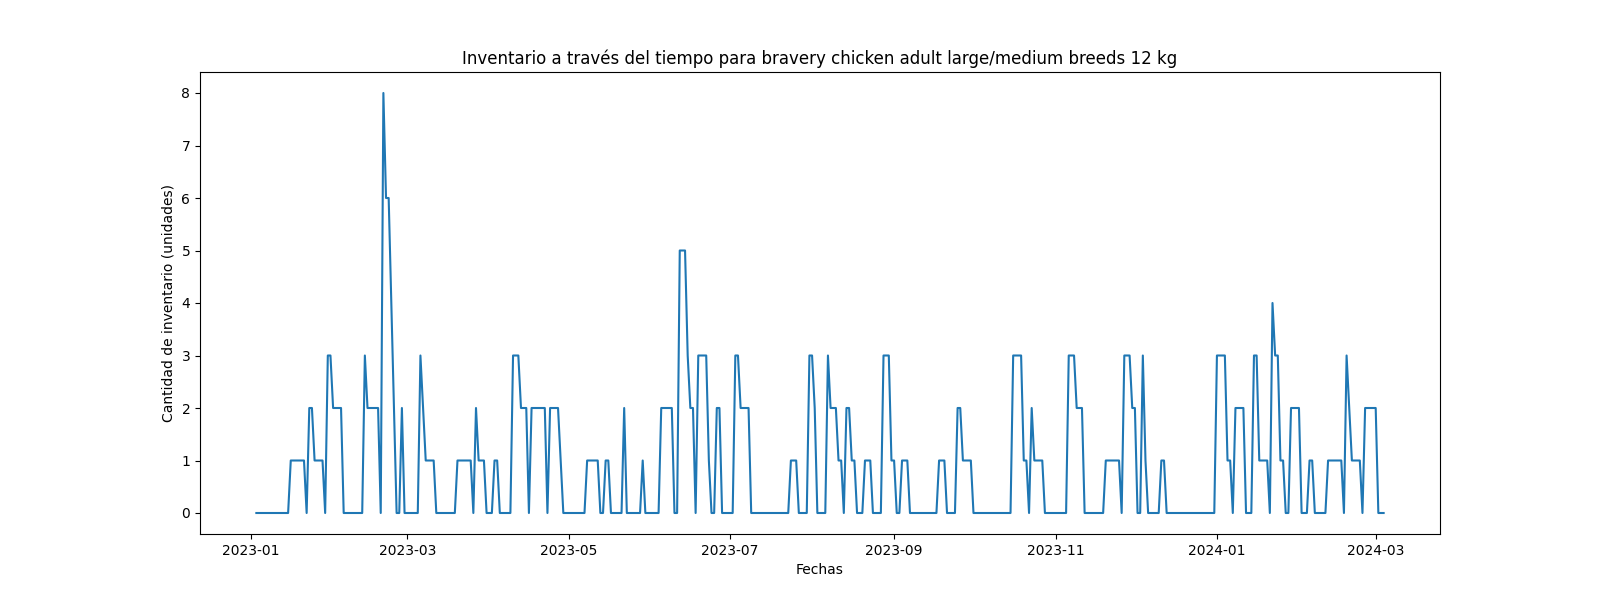 Inventario a través del tiempo para bravery chicken adult large/medium breeds 12 kg
Cantidad de inventario (unidades)
8
7
6
5
4
3
2
1
0
2023-01 2023-03 2023-05 2023-07 2023-09 2023-11 2024-01 2024-03
Fechas